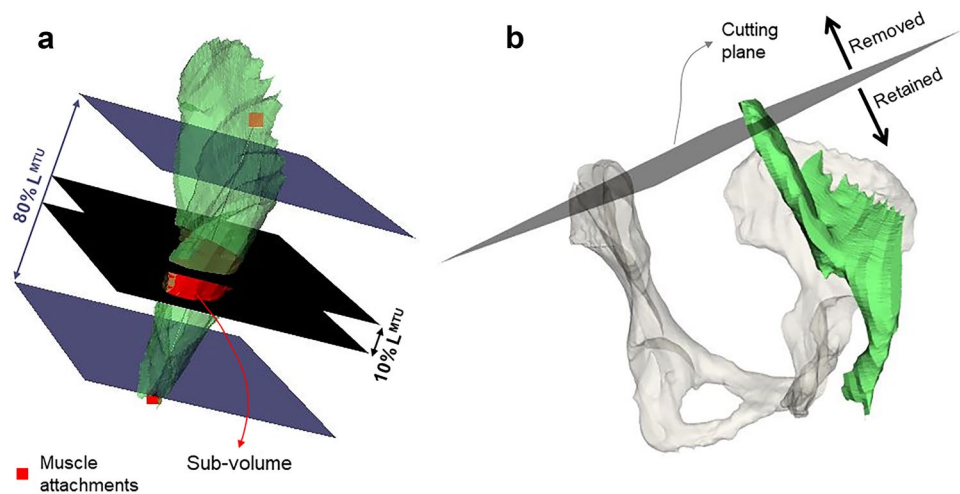 a
80% L MTU
10% L MTU
Sub-volume
Muscle
attachments
b
Cutting
plane
Removed
Retained